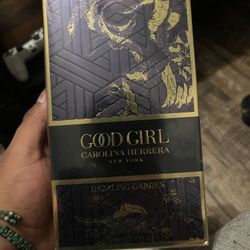 GOOD GIRL
CAROLINA HERRERA
NEW YORK
DAZZLING GARDEN